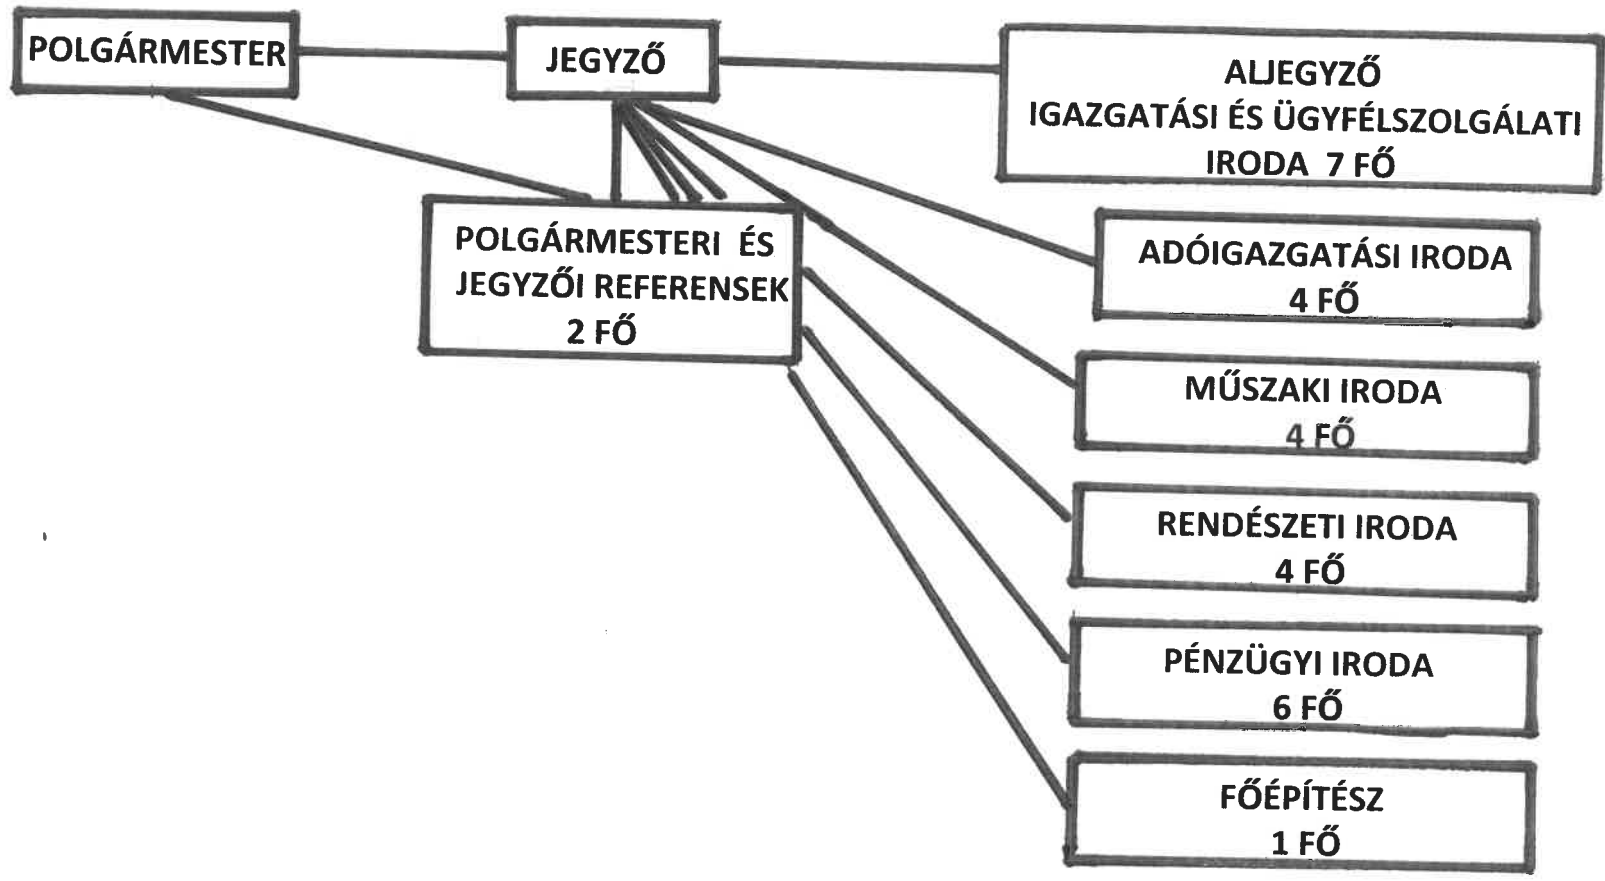 POLGÁRMESTER
JEGYZŐ
ALJEGYZŐ
IGAZGATÁSI ÉS ÜGYFÉLSZOLGÁLATI
IRODA 7 FŐ
POLGÁRMESTERI ÉS
JEGYZŐI REFERENSEK
2 FŐ
ADÓIGAZGATÁSI IRODA
4 FŐ
MŰSZAKI IRODA
4 FŐ
RENDÉSZETI IRODA
4 FŐ
PÉNZÜGYI IRODA
6 FŐ
FŐÉPÍTÉSZ
1 FŐ